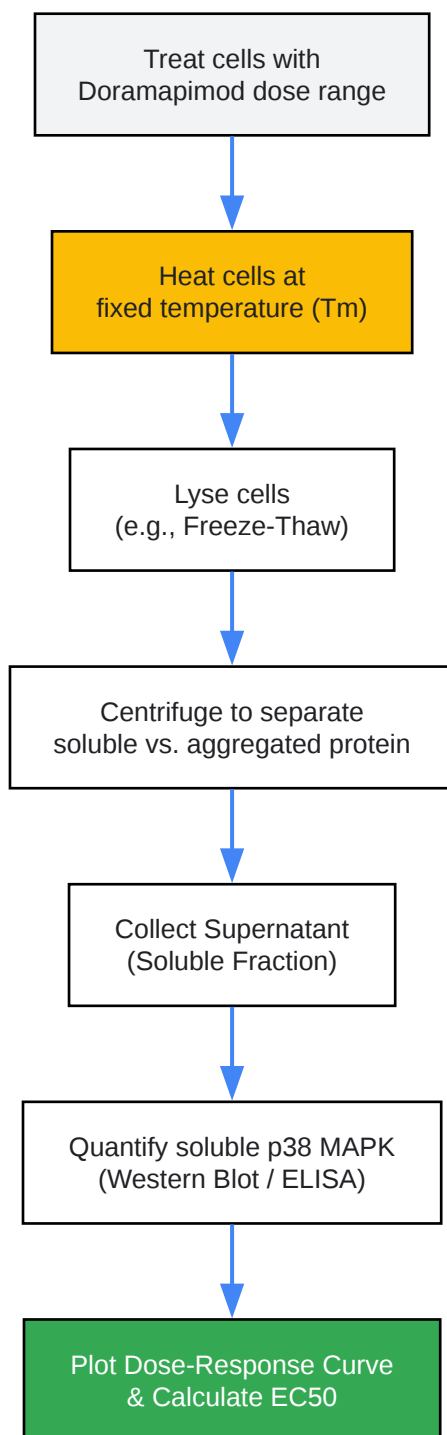 Treat cells with
Doramapimod dose range
Heat cells at
fixed temperature (Tm)
Lyse cells
(e.g., Freeze-Thaw)
Centrifuge to separate
soluble vs. aggregated protein
Collect Supernatant
(Soluble Fraction)
Quantify soluble p38 MAPK
(Western Blot / ELISA)
Plot Dose-Response Curve
& Calculate EC50